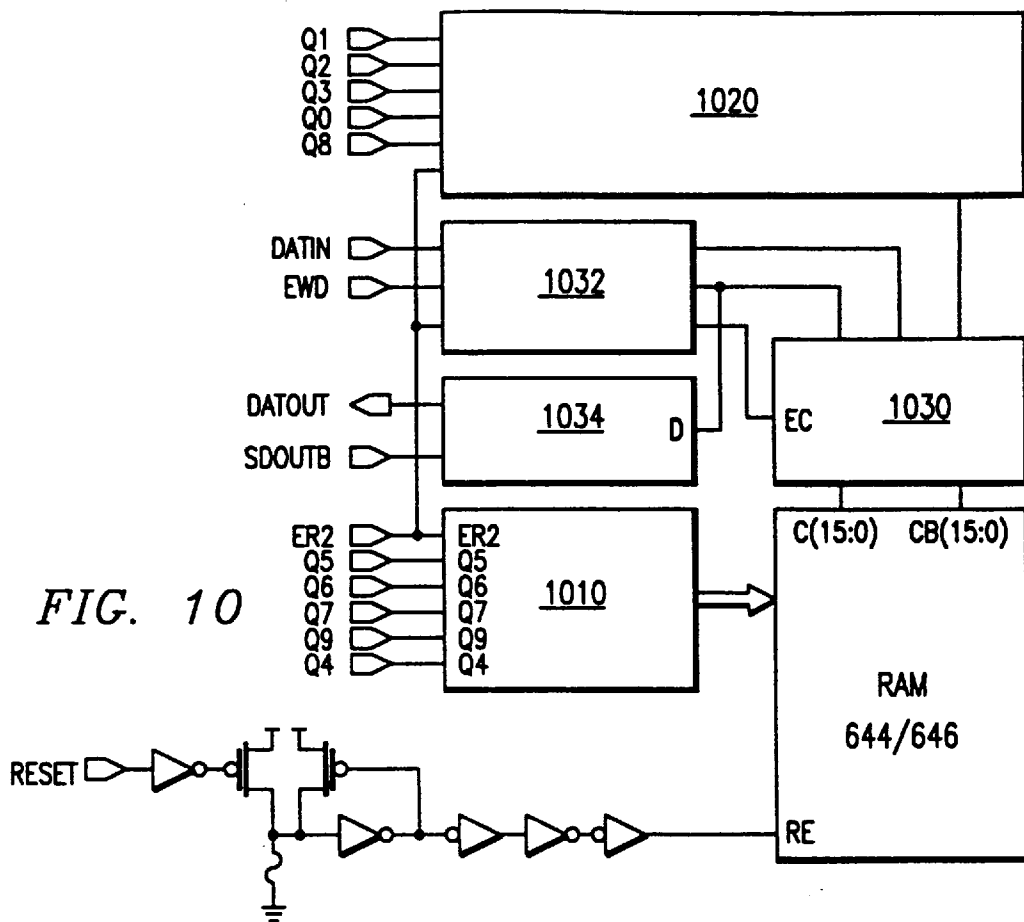 Q1
Q2
Q3
Q0
Q8
1020
DATIN
EWD
1032
DATOUT
SDOUTB
1034
D
EC
1030
C(15:0) CB(15:0)
ER2
Q5
Q6
Q7
Q9
Q4
ER2
Q5
Q6
Q7
Q9
Q4
1010
FIG. 10
RAM
644/646
RESET
RE